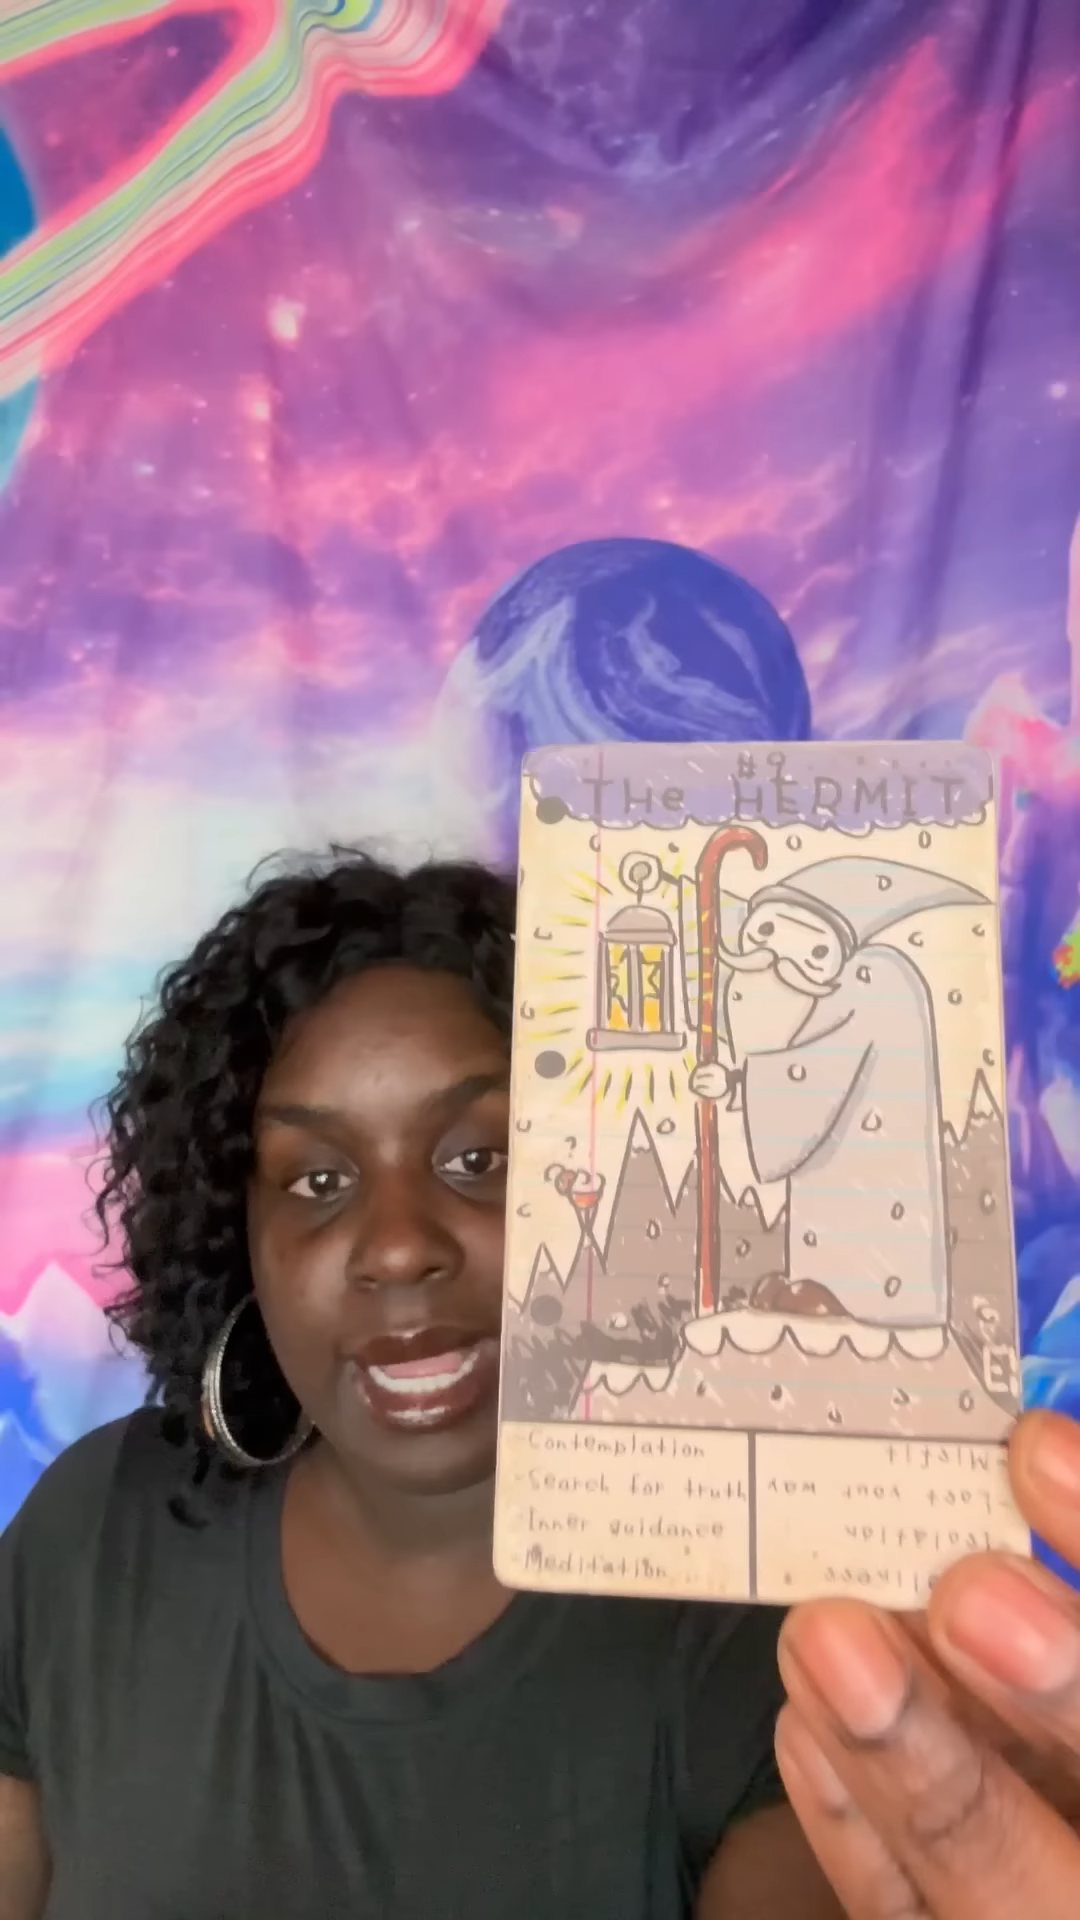 #9
THe HERMIT
?
-Contemplation
-Search for truth
-Inner guidance
-Meditation
-Misfit
-Lost your way
-Isolation
E